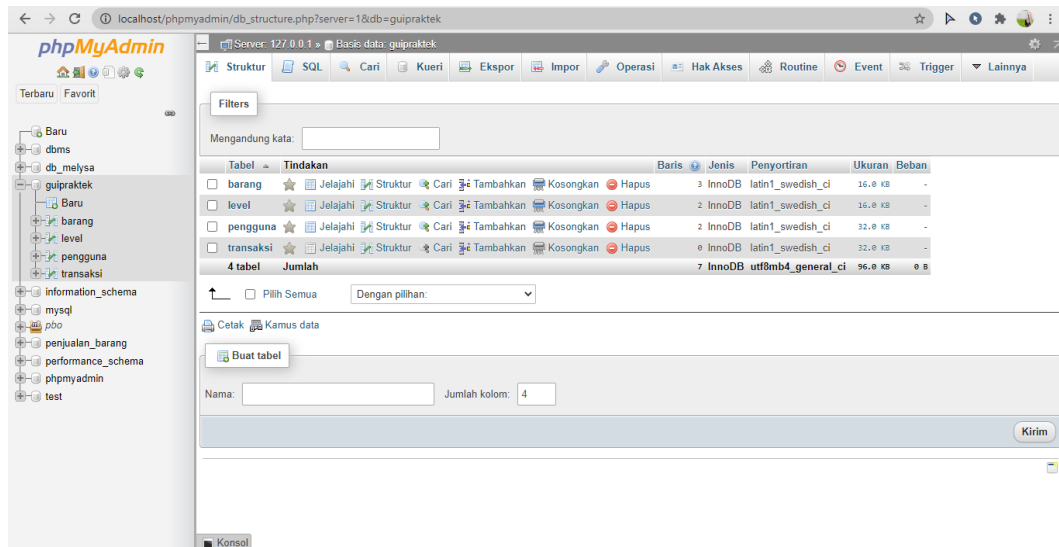 localhost/phpmyadmin/db_structure.php?server=1&db=guipraktek
phpMyAdmin
Terbaru Favorit
Baru
dbms
db_melysa
guipraktek
Baru
barang
level
pengguna
transaksi
information_schema
mysql
pbo
penjualan_barang
performance_schema
phpmyadmin
test
Server: 127.0.0.1 » Basis data: guipraktek
Struktur SQL Cari Kueri Ekspor Impor Operasi Hak Akses Routine Event Trigger Lainnya
Filters
Mengandung kata:
Tabel Tindakan Baris Jenis Penyortiran Ukuran Beban
barang Jelajahi Struktur Cari Tambahkan Kosongkan Hapus 3 InnoDB latin1_swedish_ci 16.0 KB -
level Jelajahi Struktur Cari Tambahkan Kosongkan Hapus 2 InnoDB latin1_swedish_ci 16.0 KB -
pengguna Jelajahi Struktur Cari Tambahkan Kosongkan Hapus 2 InnoDB latin1_swedish_ci 32.0 KB -
transaksi Jelajahi Struktur Cari Tambahkan Kosongkan Hapus 0 InnoDB latin1_swedish_ci 32.0 KB -
4 tabel Jumlah 7 InnoDB utf8mb4_general_ci 96.0 KB 0 B
Pilih Semua Dengan pilihan:
Cetak Kamus data
Buat tabel
Nama: Jumlah kolom: 4
Kirim
Konsol